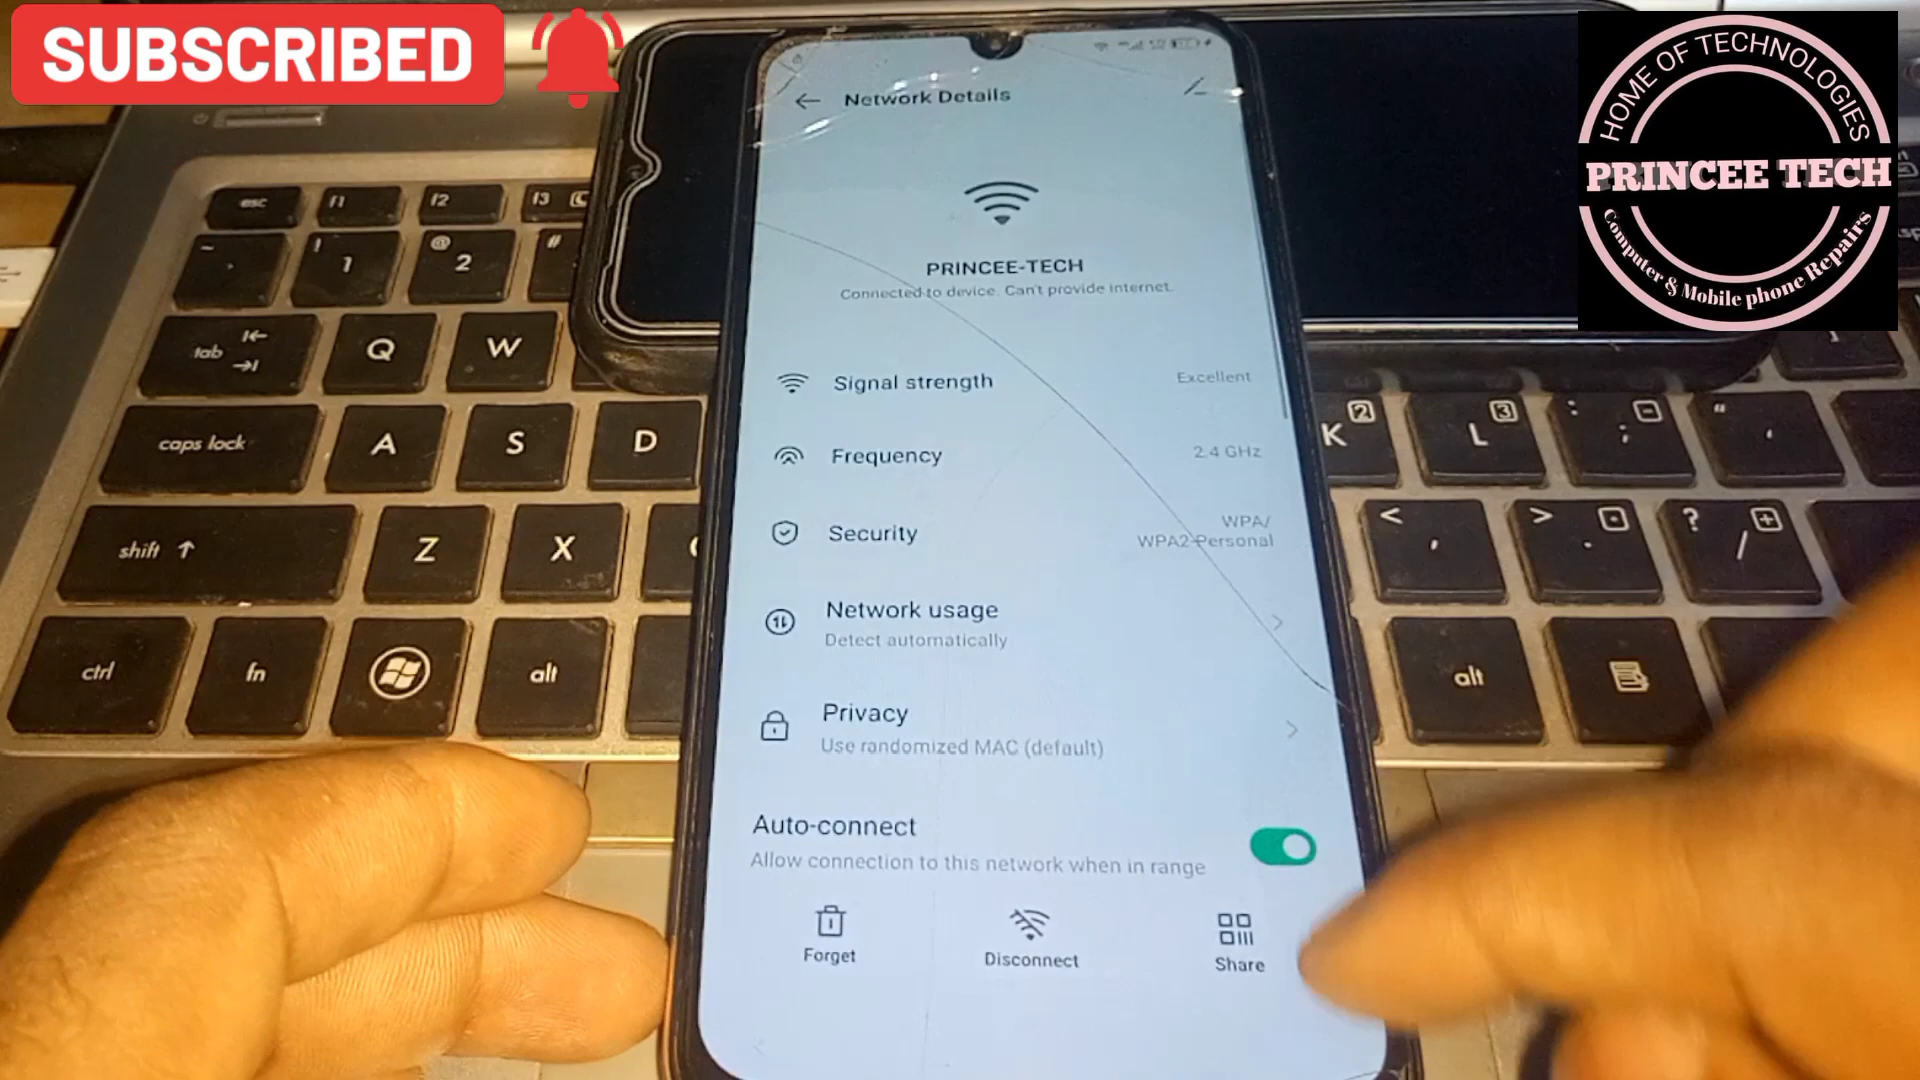 SUBSCRIBED
HOME OF TECHNOLOGIES
PRINCEE TECH
Computer & Mobile phone Repairs
Network Details
PRINCEE-TECH
Connected to device. Can't provide internet.
Signal strength
Excellent
Frequency
2.4 GHz
Security
WPA/
WPA2-Personal
Network usage
Detect automatically
Privacy
Use randomized MAC (default)
Auto-connect
Allow connection to this network when in range
Forget
Disconnect
Share
esc
f1
f2
f3
~
!
1
@
2
#
tab
Q
W
caps lock
A
S
D
shift
Z
X
ctrl
fn
alt
K
2
L
3
:
;
-
"
'
<
,
>
.
?
/
+
alt